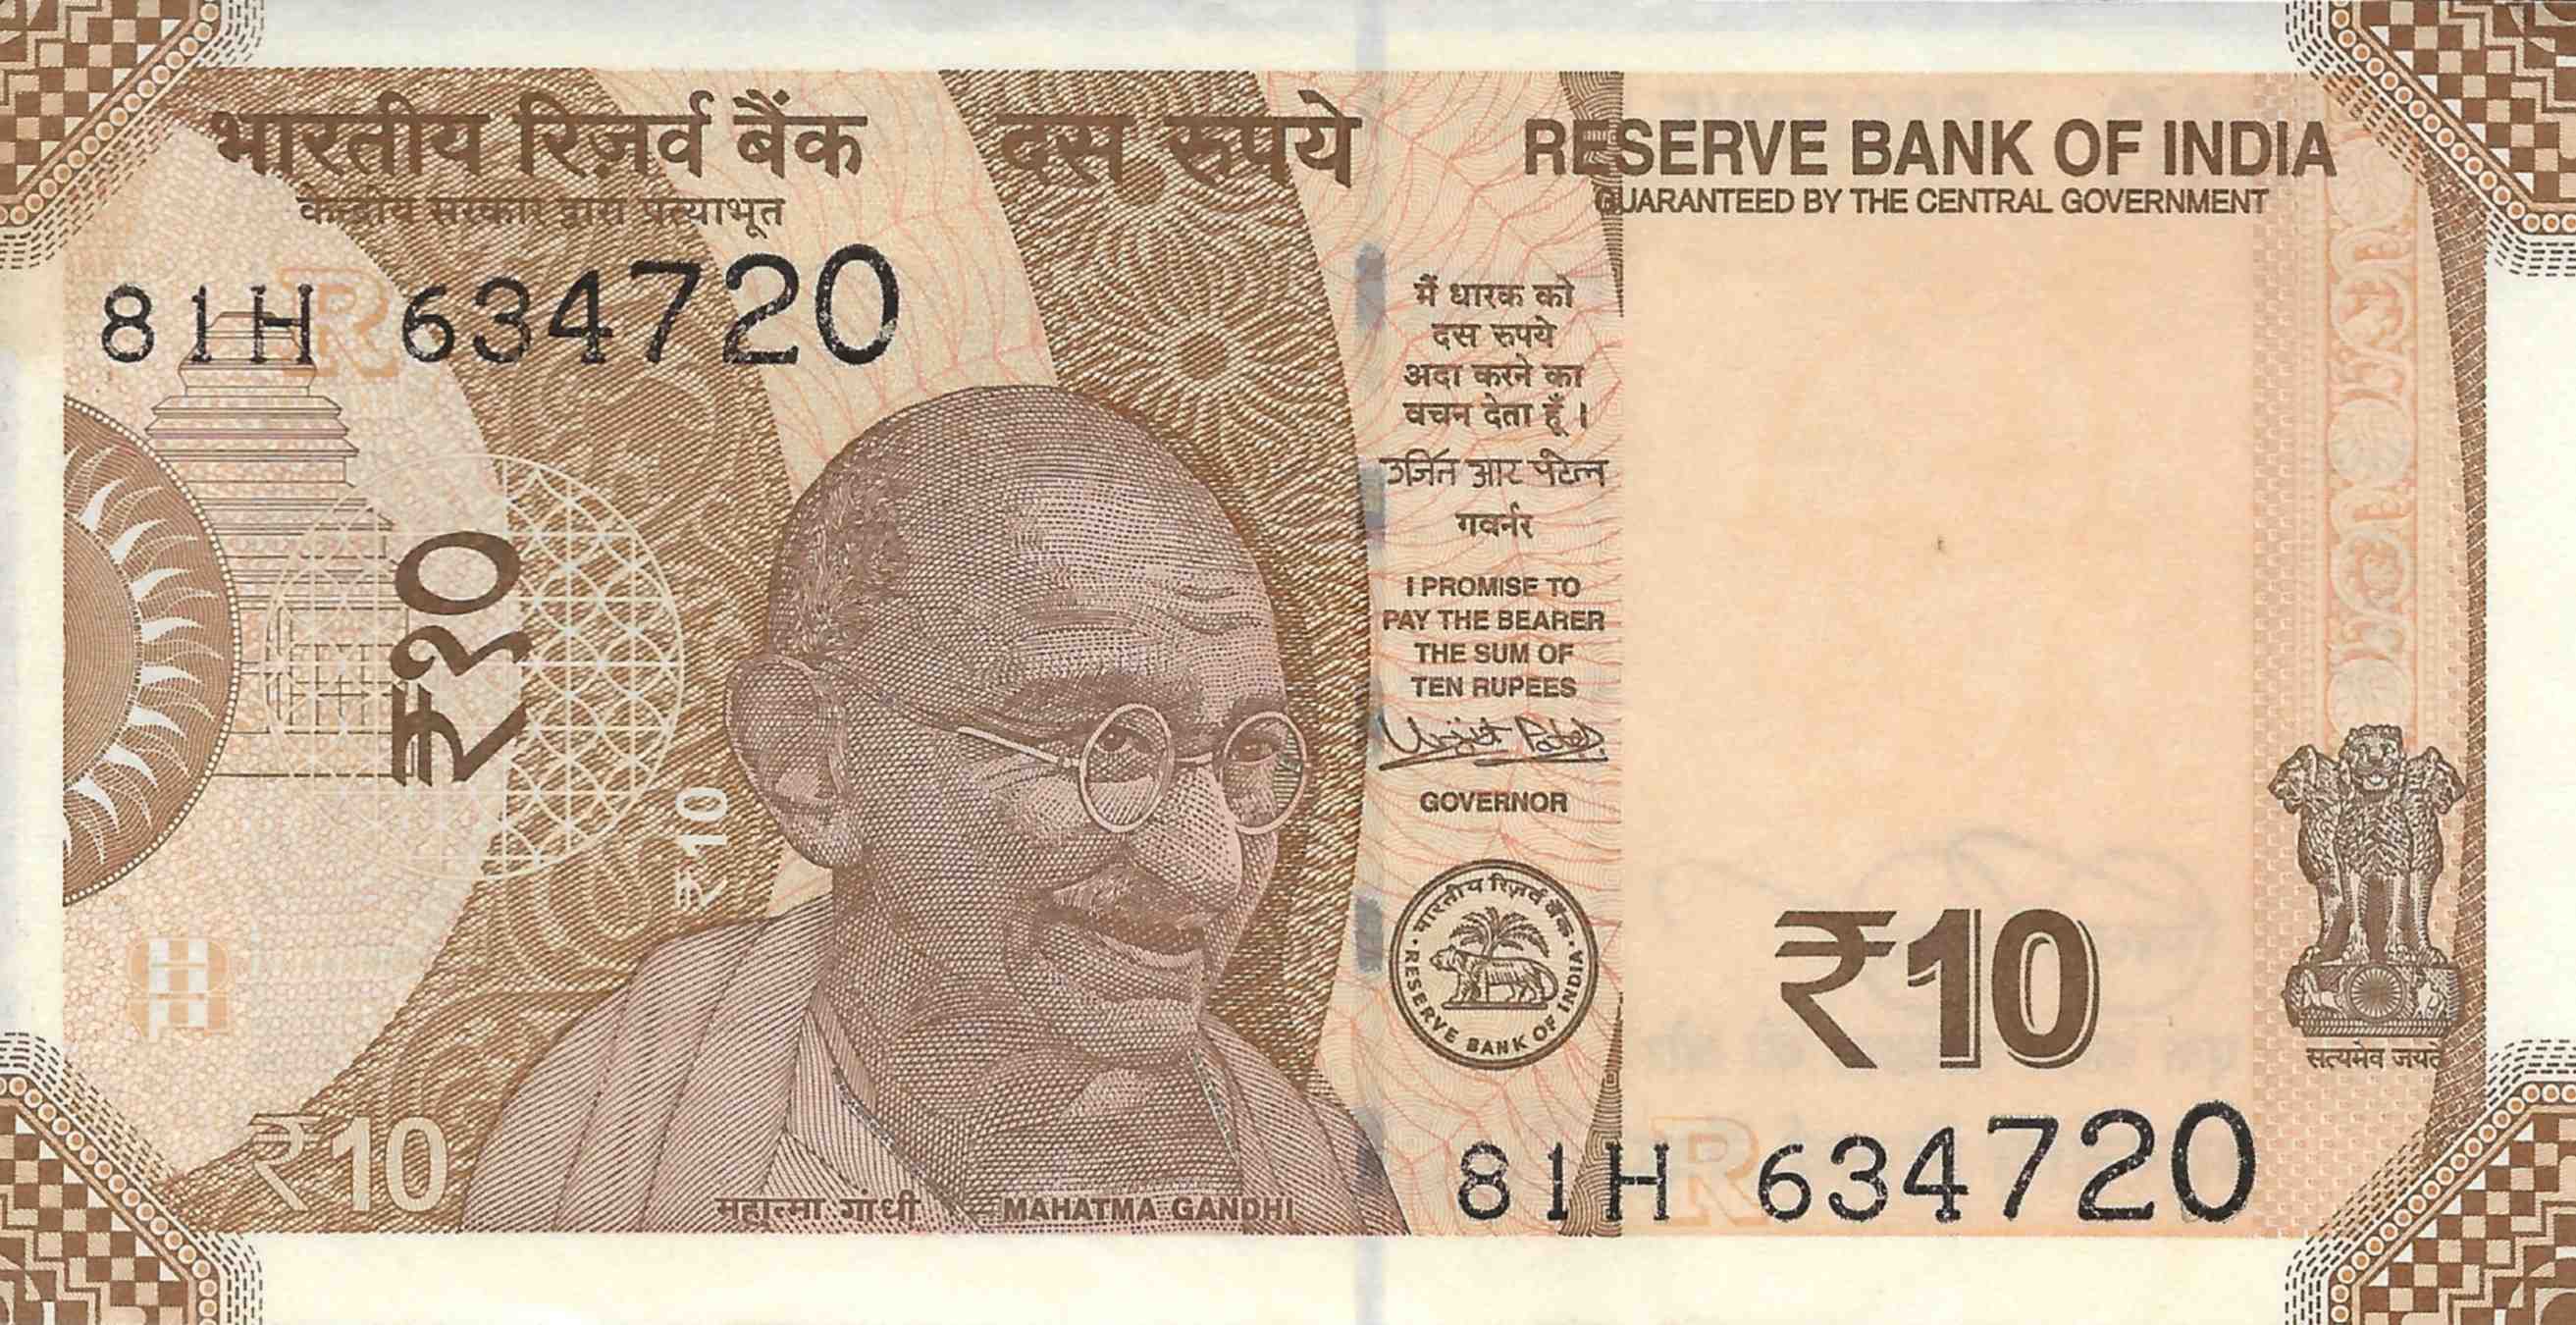 भारतीय रिज़र्व बैंक
केन्द्रीय सरकार द्वारा प्रत्याभूत
दस रुपये
RESERVE BANK OF INDIA
GUARANTEED BY THE CENTRAL GOVERNMENT
81H 634720
R
₹१०
₹10
₹10
मैं धारक को
दस रुपये
अदा करने का
वचन देता हूँ ।
उर्जित आर पटेल
गवर्नर
I PROMISE TO
PAY THE BEARER
THE SUM OF
TEN RUPEES
Urjit Patel
GOVERNOR
भारतीय रिज़र्व बैंक
RESERVE BANK OF INDIA
₹10
सत्यमेव जयते
R
81H 634720
महात्मा गांधी MAHATMA GANDHI